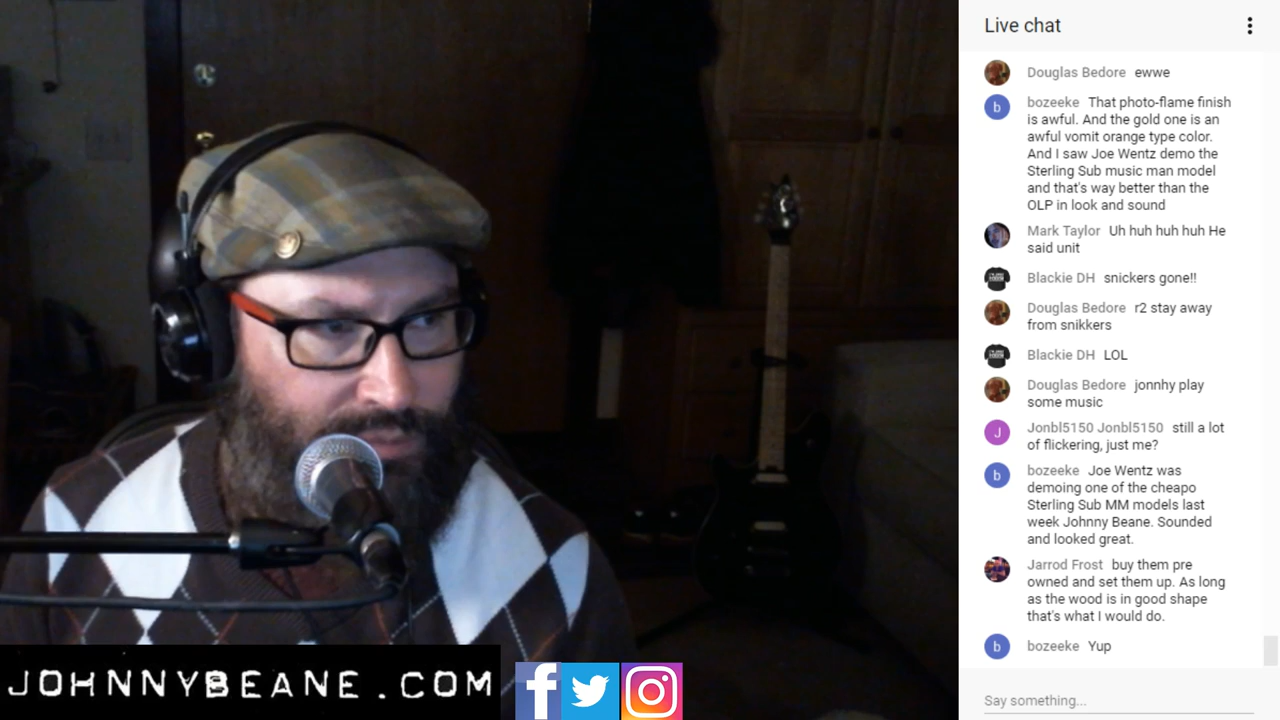 Live chat
Douglas Bedore ewwe
b
bozeeke That photo-flame finish
is awful. And the gold one is an
awful vomit orange type color.
And I saw Joe Wentz demo the
Sterling Sub music man model
and that's way better than the
OLP in look and sound
Mark Taylor Uh huh huh huh He
said unit
Blackie DH snickers gone!!
Douglas Bedore r2 stay away
from snikkers
Blackie DH LOL
Douglas Bedore jonnhy play
some music
J
Jonbl5150 Jonbl5150 still a lot
of flickering, just me?
b
bozeeke Joe Wentz was
demoing one of the cheapo
Sterling Sub MM models last
week Johnny Beane. Sounded
and looked great.
Jarrod Frost buy them pre
owned and set them up. As long
as the wood is in good shape
that's what I would do.
b
bozeeke Yup
Say something...
JOHNNYBEANE.COM
f